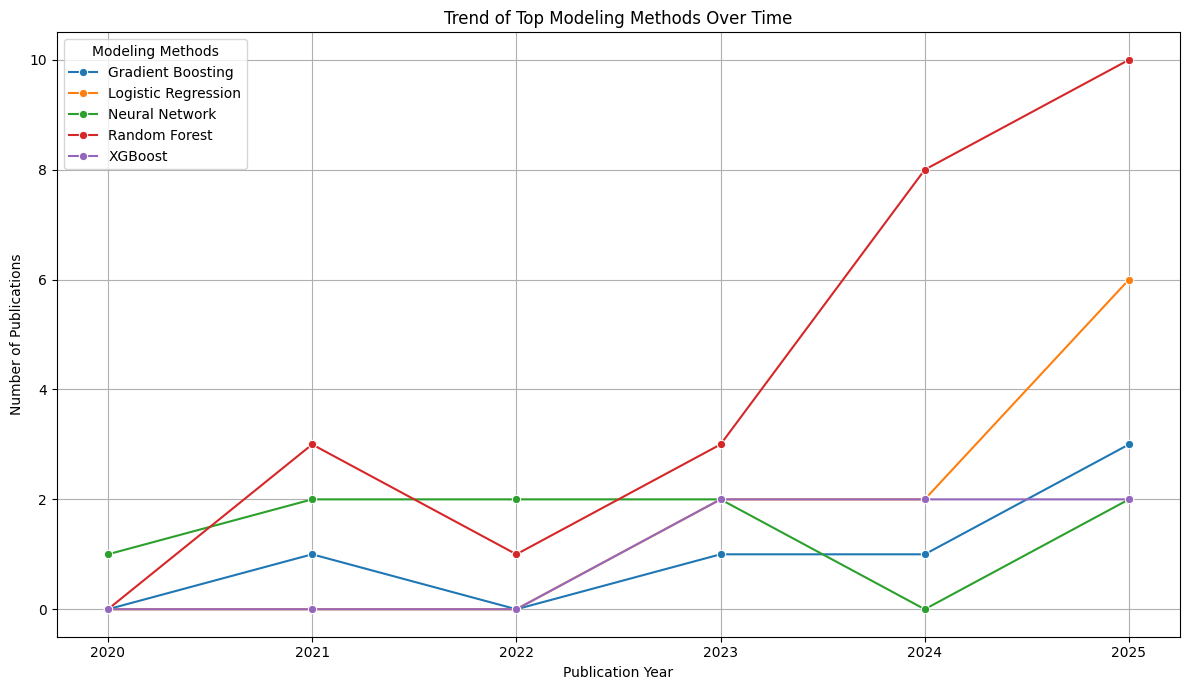 Trend of Top Modeling Methods Over Time
Modeling Methods
Gradient Boosting
Logistic Regression
Neural Network
Random Forest
XGBoost
Number of Publications
10
8
6
4
2
0
2020 2021 2022 2023 2024 2025
Publication Year